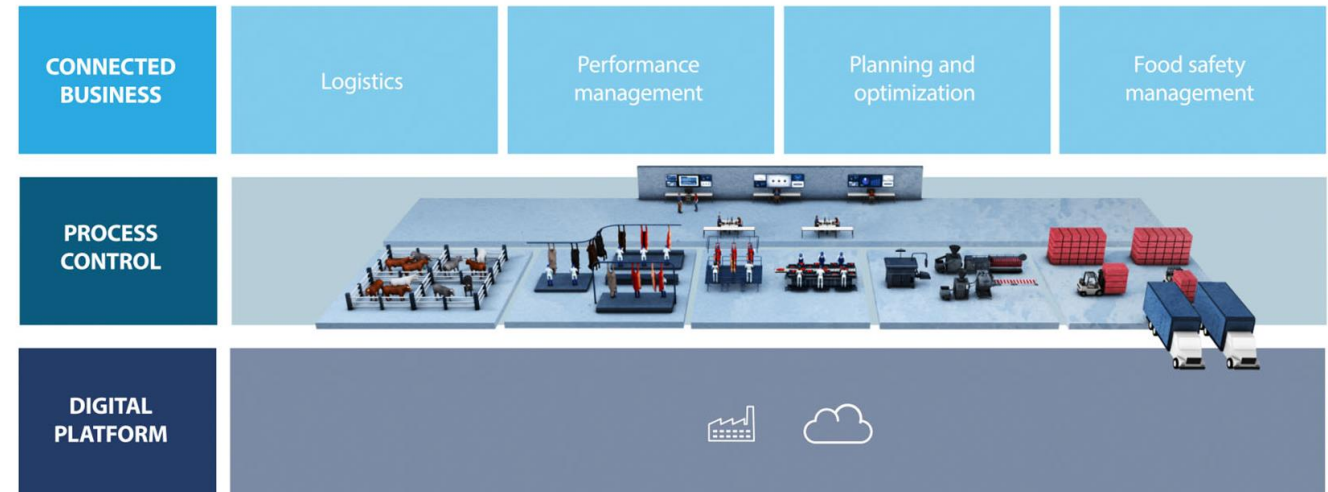 CONNECTED
BUSINESS
Logistics
Performance
management
Planning and
optimization
Food safety
management
PROCESS
CONTROL
DIGITAL
PLATFORM